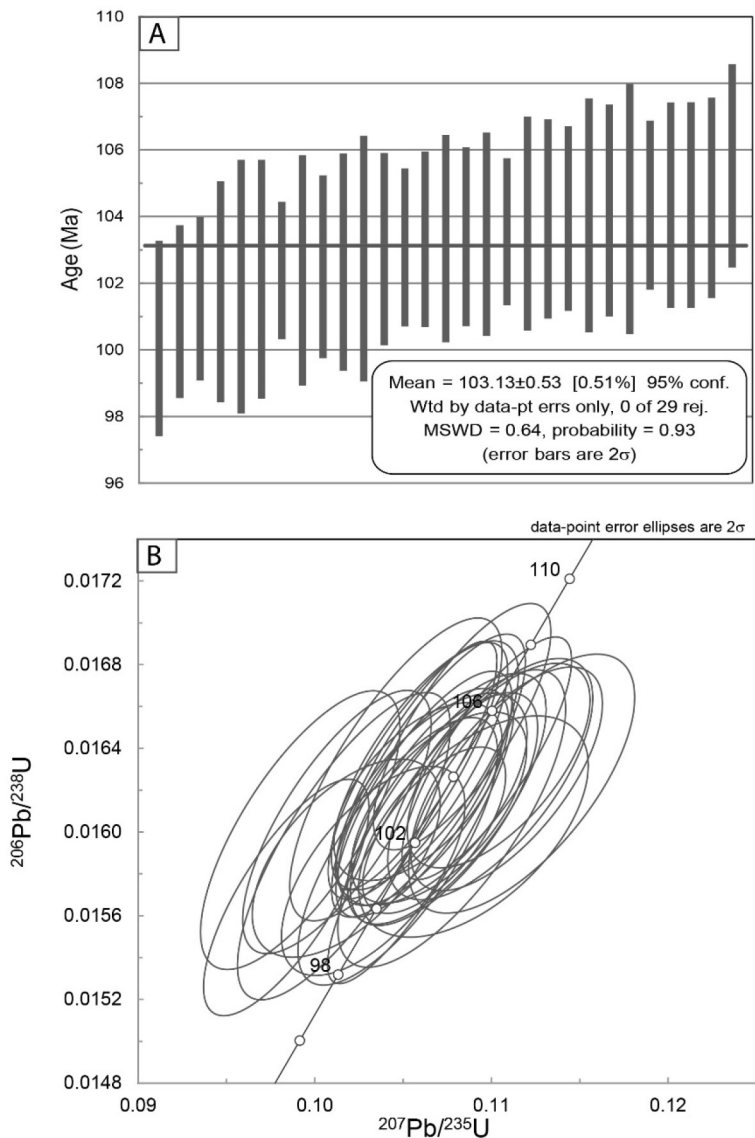 A
110
108
106
104
102
100
98
96
Age (Ma)
Mean = 103.13±0.53 [0.51%] 95% conf.
Wtd by data-pt errs only, 0 of 29 rej.
MSWD = 0.64, probability = 0.93
(error bars are 2σ)
data-point error ellipses are 2σ
B
0.0172
0.0168
0.0164
0.0160
0.0156
0.0152
0.0148
²⁰⁶Pb/²³⁸U
110
106
102
98
0.09
0.10
0.11
0.12
²⁰⁷Pb/²³⁵U